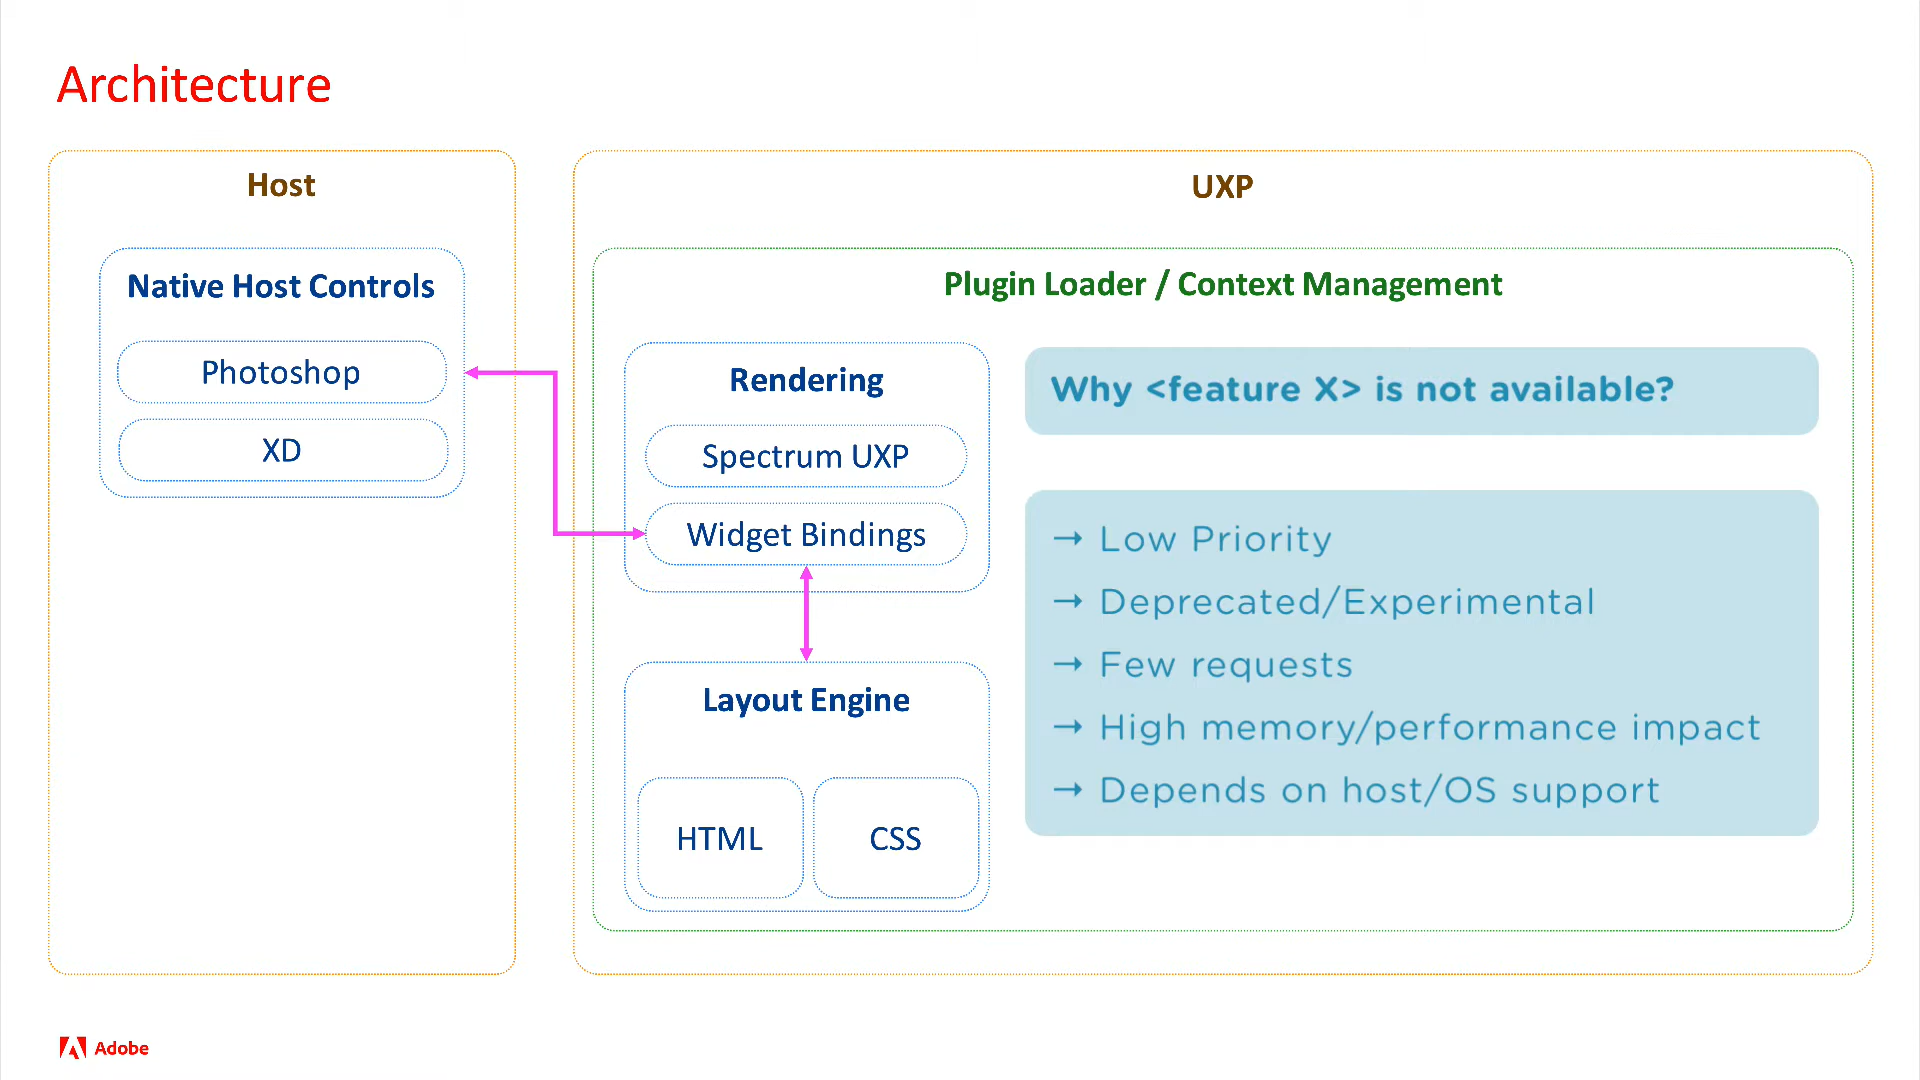 Architecture
Host
Native Host Controls
Photoshop
XD
UXP
Plugin Loader / Context Management
Rendering
Spectrum UXP
Widget Bindings
Layout Engine
HTML
CSS
Why <feature X> is not available?
→ Low Priority
→ Deprecated/Experimental
→ Few requests
→ High memory/performance impact
→ Depends on host/OS support
Adobe